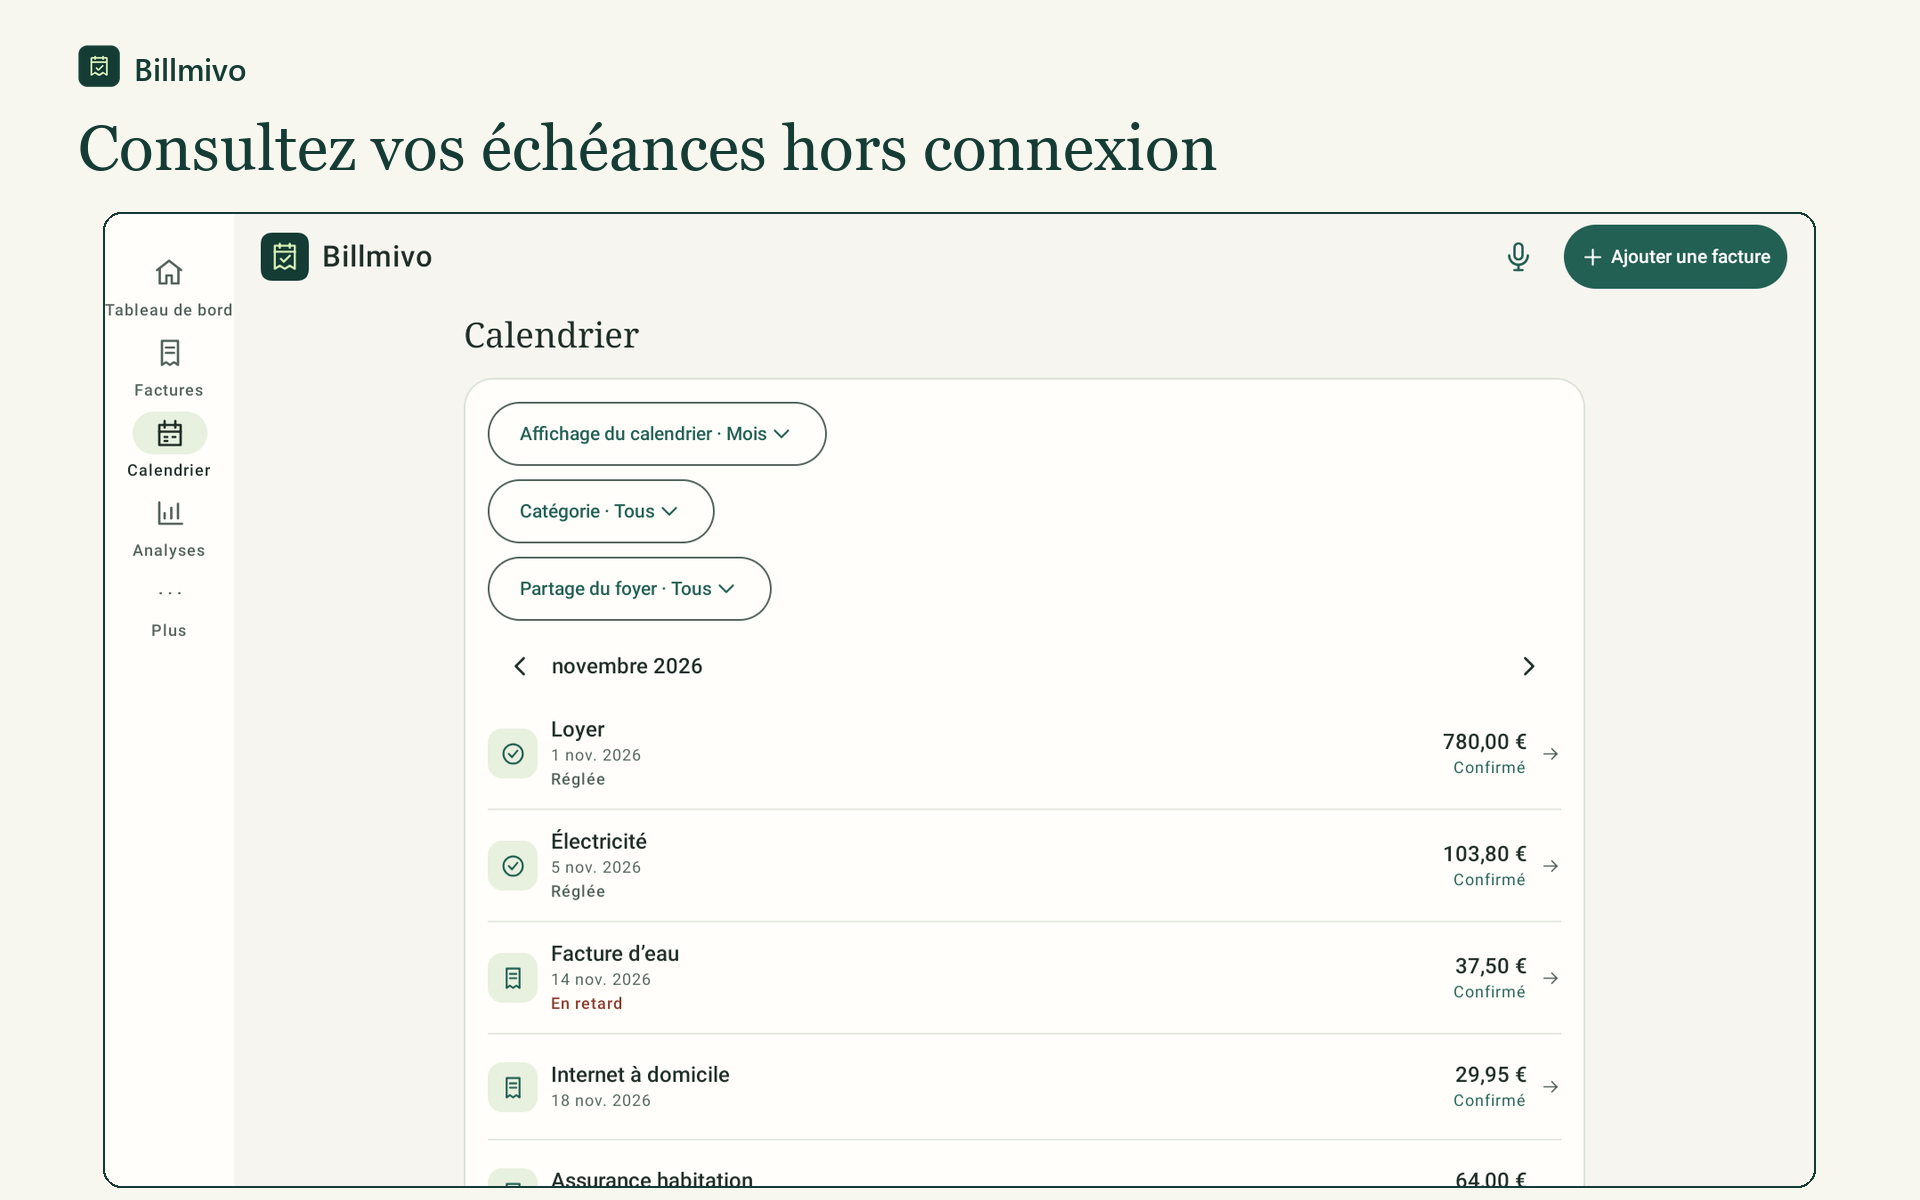 Billmivo
Consultez vos échéances hors connexion
Billmivo
Ajouter une facture
Tableau de bord
Factures
Calendrier
Analyses
Plus
Calendrier
Affichage du calendrier · Mois
Catégorie · Tous
Partage du foyer · Tous
novembre 2026
Loyer
1 nov. 2026
Réglée
780,00 €
Confirmé
Électricité
5 nov. 2026
Réglée
103,80 €
Confirmé
Facture d’eau
14 nov. 2026
En retard
37,50 €
Confirmé
Internet à domicile
18 nov. 2026
29,95 €
Confirmé
Assurance habitation
64,00 €